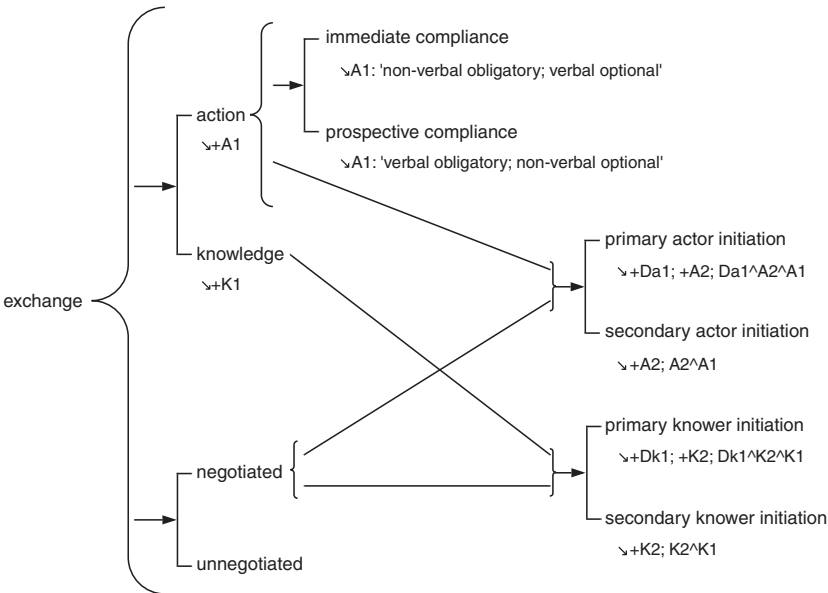 immediate compliance
↘A1: 'non-verbal obligatory; verbal optional'
action
↘+A1
prospective compliance
↘A1: 'verbal obligatory; non-verbal optional'
knowledge
↘+K1
primary actor initiation
↘+Da1; +A2; Da1^A2^A1
exchange
secondary actor initiation
↘+A2; A2^A1
primary knower initiation
↘+Dk1; +K2; Dk1^K2^K1
negotiated
secondary knower initiation
↘+K2; K2^K1
unnegotiated